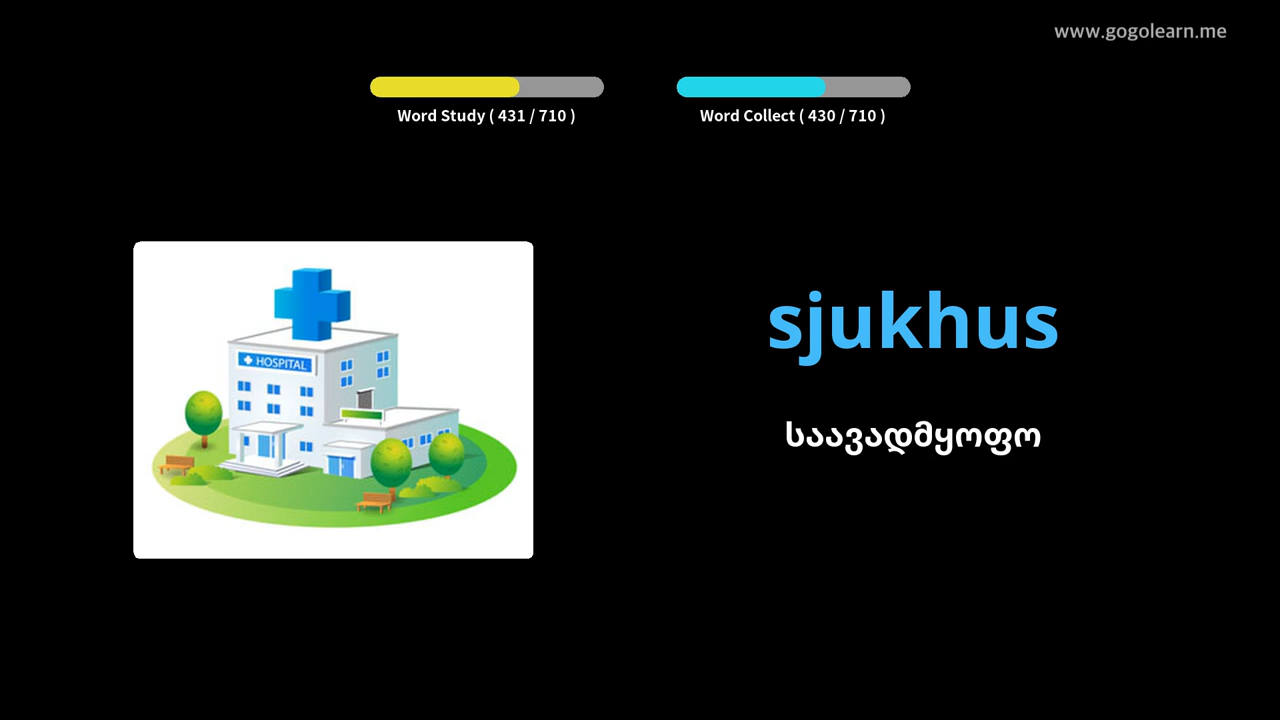 www.gogolearn.me
Word Study ( 431 / 710 )
Word Collect ( 430 / 710 )
HOSPITAL
sjukhus
საავადმყოფო